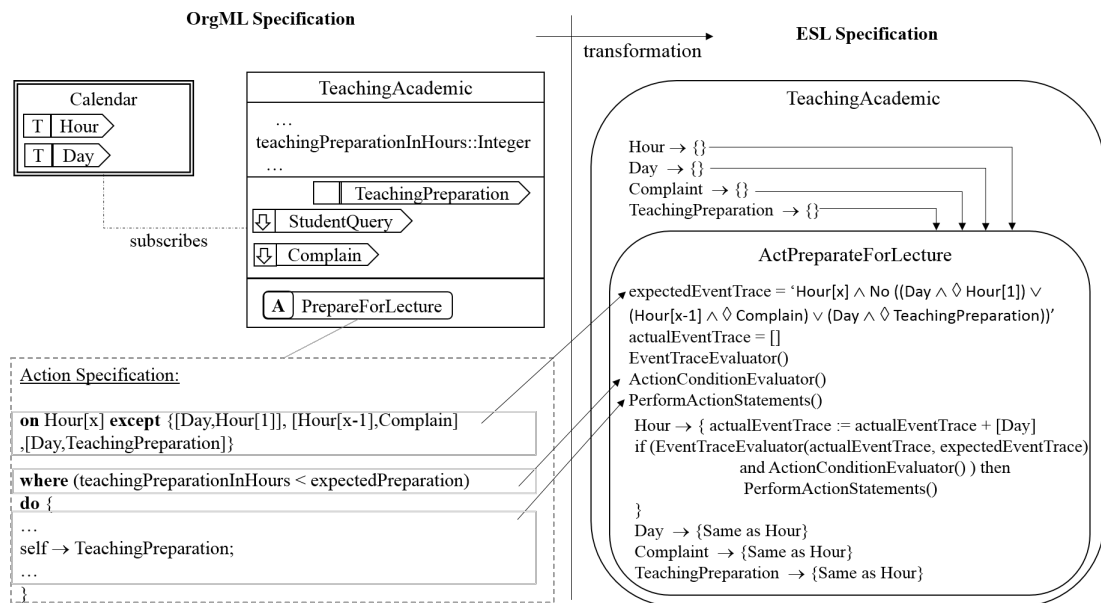 OrgML Specification
Calendar
T Hour
T Day
subscribes
TeachingAcademic
…
teachingPreparationInHours::Integer
…
TeachingPreparation
StudentQuery
Complain
A PrepareForLecture
Action Specification:
on Hour[x] except {[Day,Hour[1]], [Hour[x-1],Complain]
,[Day,TeachingPreparation]}
where (teachingPreparationInHours < expectedPreparation)
do {
…
self → TeachingPreparation;
…
}
transformation
ESL Specification
TeachingAcademic
Hour → {}
Day → {}
Complaint → {}
TeachingPreparation → {}
ActPreparateForLecture
expectedEventTrace = ‘Hour[x] ∧ No ((Day ∧ ◊ Hour[1]) ∨
(Hour[x-1] ∧ ◊ Complain) ∨ (Day ∧ ◊ TeachingPreparation))’
actualEventTrace = []
EventTraceEvaluator()
ActionConditionEvaluator()
PerformActionStatements()
Hour → { actualEventTrace := actualEventTrace + [Day]
if (EventTraceEvaluator(actualEventTrace, expectedEventTrace)
and ActionConditionEvaluator() ) then
PerformActionStatements()
}
Day → {Same as Hour}
Complaint → {Same as Hour}
TeachingPreparation → {Same as Hour}